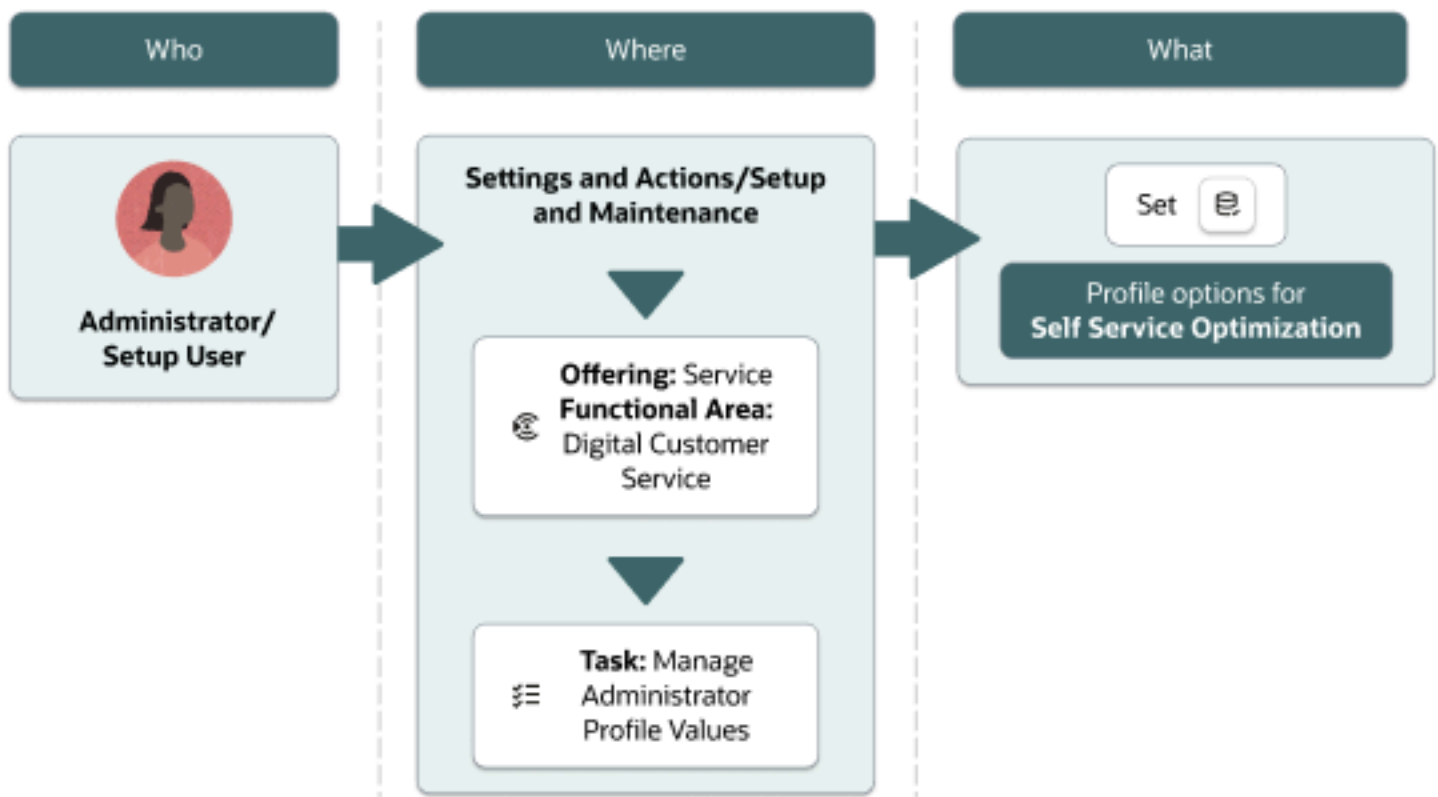 Who
Where
What
Administrator/
Setup User
Settings and Actions/Setup
and Maintenance
Offering: Service
Functional Area:
Digital Customer
Service
Task: Manage
Administrator
Profile Values
Set
Profile options for
Self Service Optimization